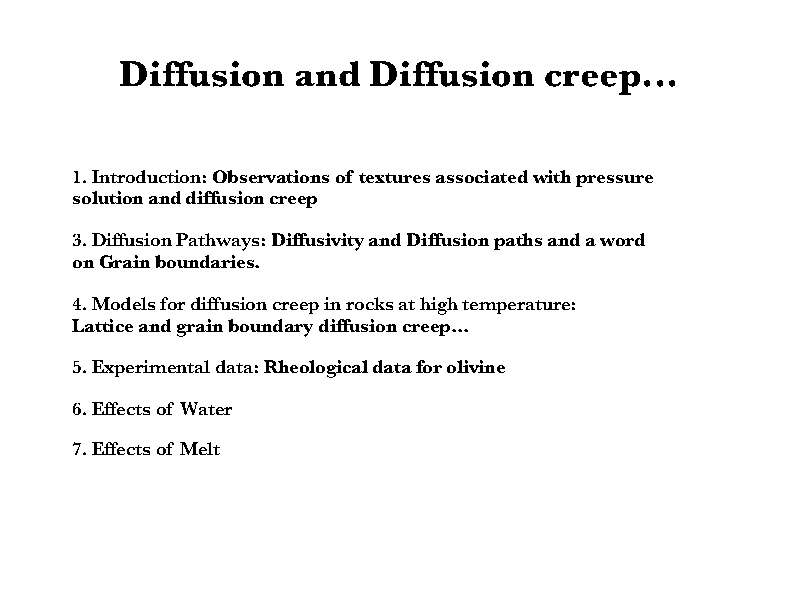 Diffusion and Diffusion creep...
1. Introduction: Observations of textures associated with pressure
solution and diffusion creep
3. Diffusion Pathways: Diffusivity and Diffusion paths and a word
on Grain boundaries.
4. Models for diffusion creep in rocks at high temperature:
Lattice and grain boundary diffusion creep...
5. Experimental data: Rheological data for olivine
6. Effects of Water
7. Effects of Melt